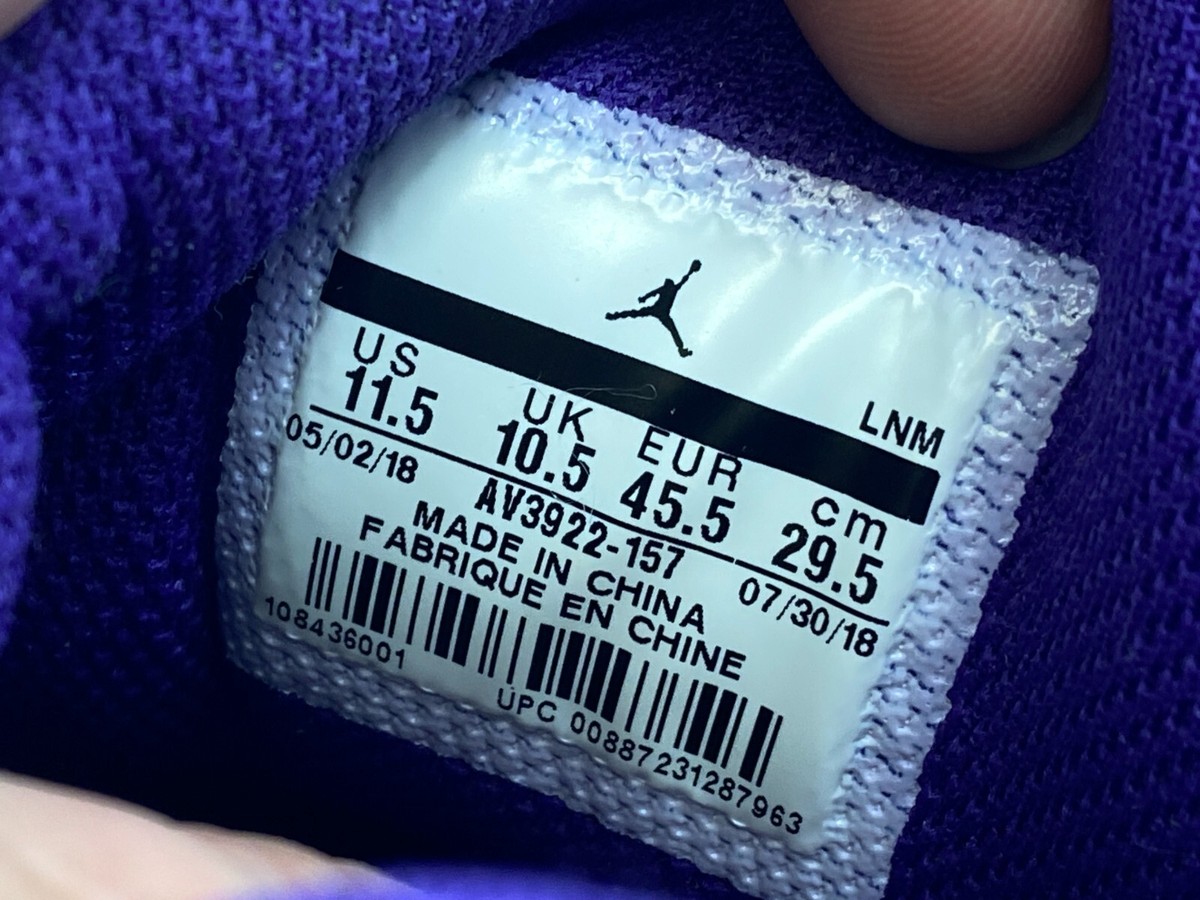 LNM
US UK EUR cm
11.5 10.5 45.5 29.5
05/02/18 AV3922-157 07/30/18
MADE IN CHINA
FABRIQUE EN CHINE
108436001
UPC 00887231287963